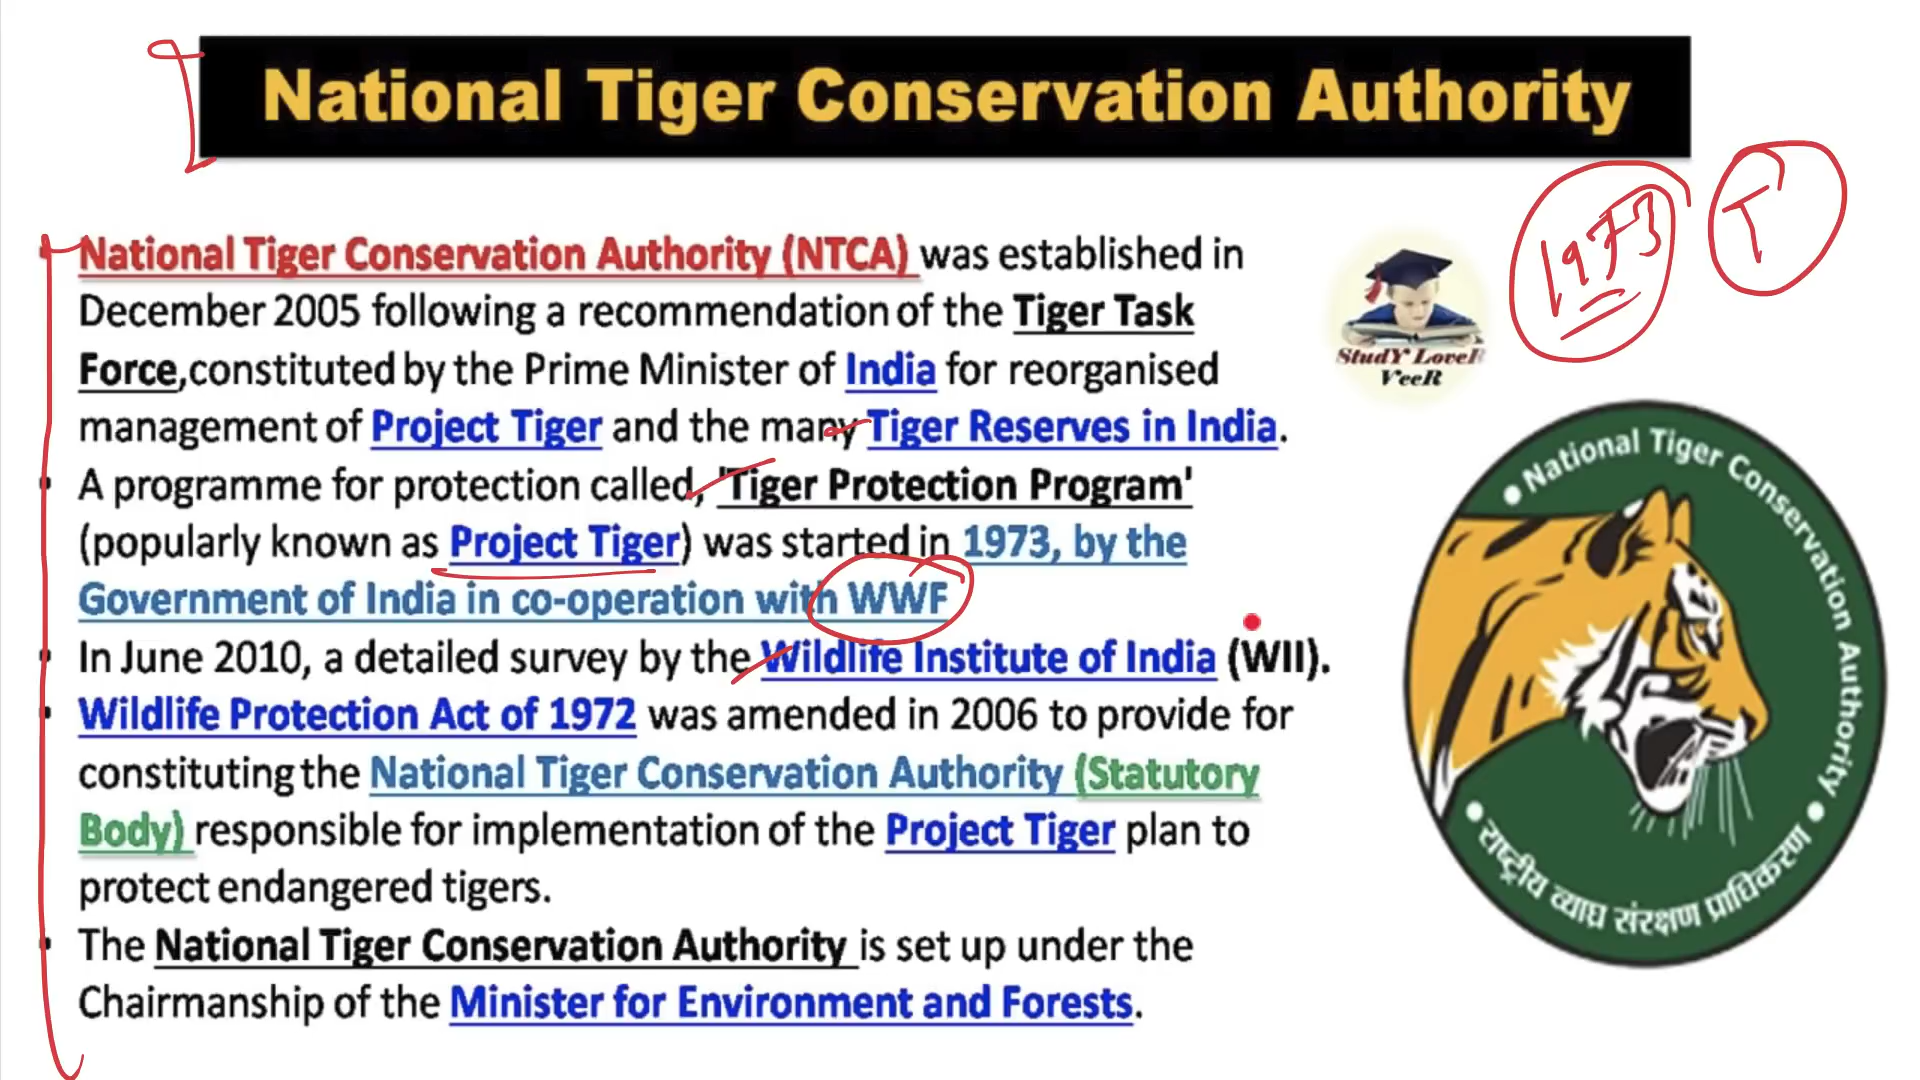 National Tiger Conservation Authority
1973 T
• National Tiger Conservation Authority (NTCA) was established in
December 2005 following a recommendation of the Tiger Task
Force,constituted by the Prime Minister of India for reorganised
management of Project Tiger and the many Tiger Reserves in India.
• A programme for protection called, 'Tiger Protection Program'
(popularly known as Project Tiger) was started in 1973, by the
Government of India in co-operation with WWF
• In June 2010, a detailed survey by the Wildlife Institute of India (WII).
• Wildlife Protection Act of 1972 was amended in 2006 to provide for
constituting the National Tiger Conservation Authority (Statutory
Body) responsible for implementation of the Project Tiger plan to
protect endangered tigers.
• The National Tiger Conservation Authority is set up under the
Chairmanship of the Minister for Environment and Forests.
StudY LoveR
VeeR
• National Tiger Conservation Authority •
• राष्ट्रीय व्याघ्र संरक्षण प्राधिकरण •